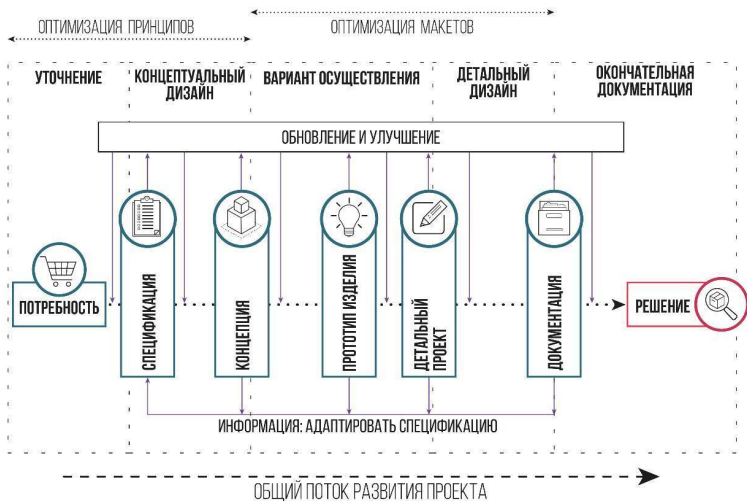 ОПТИМИЗАЦИЯ ПРИНЦИПОВ
ОПТИМИЗАЦИЯ МАКЕТОВ
УТОЧНЕНИЕ
КОНЦЕПТУАЛЬНЫЙ
ДИЗАЙН
ВАРИАНТ ОСУЩЕСТВЛЕНИЯ
ДЕТАЛЬНЫЙ
ДИЗАЙН
ОКОНЧАТЕЛЬНАЯ
ДОКУМЕНТАЦИЯ
ОБНОВЛЕНИЕ И УЛУЧШЕНИЕ
ПОТРЕБНОСТЬ
СПЕЦИФИКАЦИЯ
КОНЦЕПЦИЯ
ПРОТОТИП ИЗДЕЛИЯ
ДЕТАЛЬНЫЙ
ПРОЕКТ
ДОКУМЕНТАЦИЯ
РЕШЕНИЕ
ИНФОРМАЦИЯ: АДАПТИРОВАТЬ СПЕЦИФИКАЦИЮ
ОБЩИЙ ПОТОК РАЗВИТИЯ ПРОЕКТА